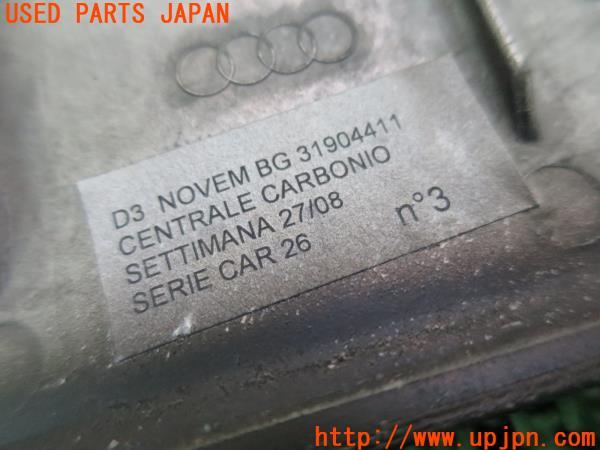 USED PARTS JAPAN
D3 NOVEM BG 31904411
CENTRALE CARBONIO
SETTIMANA 27/08
SERIE CAR 26
n°3
http://www.upjpn.com